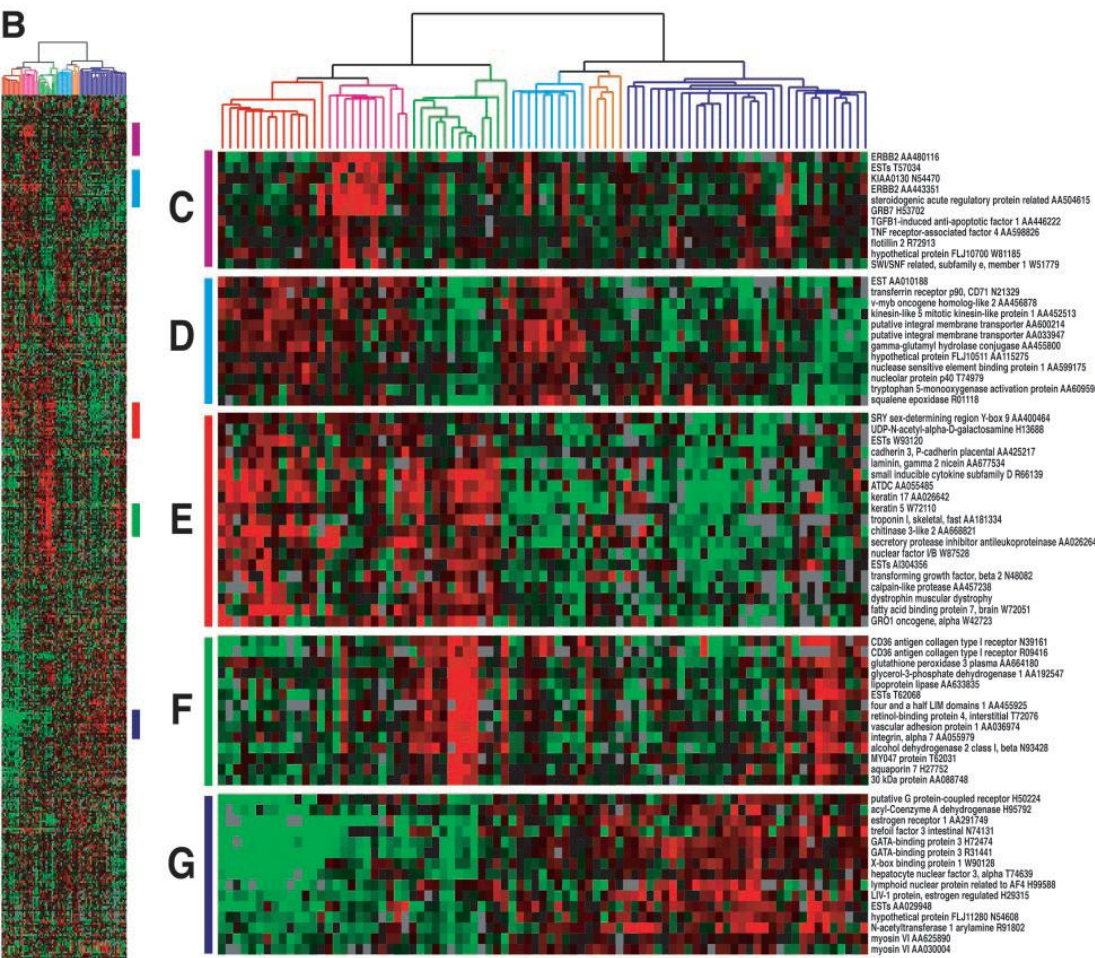 B
C
ERBB2 AA480116
ESTs T57034
KIAA0130 N54470
ERBB2 AA443351
steroidogenic acute regulatory protein related AA504615
GRB7 H53702
TGFB1-induced anti-apoptotic factor 1 AA446222
TNF receptor-associated factor 4 AA598826
flotillin 2 R72913
hypothetical protein FLJ10700 W81185
SWI/SNF related, subfamily e, member 1 W51779
D
EST AA010188
transferrin receptor p90, CD71 N21329
v-myb oncogene homolog-like 2 AA456878
kinesin-like 5 mitotic kinesin-like protein 1 AA452513
putative integral membrane transporter AA600214
putative integral membrane transporter AA033947
gamma-glutamyl hydrolase conjugase AA455800
hypothetical protein FLJ10511 AA115275
nuclease sensitive element binding protein 1 AA599175
nucleolar protein p40 T74979
tryptophan 5-monooxygenase activation protein AA60959
squalene epoxidase R01118
E
SRY sex-determining region Y-box 9 AA400464
UDP-N-acetyl-alpha-D-galactosamine H13688
ESTs W93120
cadherin 3, P-cadherin placental AA425217
laminin, gamma 2 nicein AA677534
small inducible cytokine subfamily D R66139
ATDC AA055485
keratin 17 AA026642
keratin 5 W72110
troponin I, skeletal, fast AA181334
chitinase 3-like 2 AA668821
secretory protease inhibitor antileukoproteinase AA026264
nuclear factor I/B W87528
ESTs AI304356
transforming growth factor, beta 2 N48082
calpain-like protease AA457238
dystrophin muscular dystrophy
fatty acid binding protein 7, brain W72051
GRO1 oncogene, alpha W42723
F
CD36 antigen collagen type I receptor N39161
CD36 antigen collagen type I receptor R09416
glutathione peroxidase 3 plasma AA664180
glycerol-3-phosphate dehydrogenase 1 AA192547
lipoprotein lipase AA633835
ESTs T62068
four and a half LIM domains 1 AA455925
retinol-binding protein 4, interstitial T72076
vascular adhesion protein 1 AA036974
integrin, alpha 7 AA055979
alcohol dehydrogenase 2 class I, beta N93428
MY047 protein T62031
aquaporin 7 H27752
30 kDa protein AA088748
G
putative G protein-coupled receptor H50224
acyl-Coenzyme A dehydrogenase H95792
estrogen receptor 1 AA291749
trefoil factor 3 intestinal N74131
GATA-binding protein 3 H72474
GATA-binding protein 3 R31441
X-box binding protein 1 W90128
hepatocyte nuclear factor 3, alpha T74639
lymphoid nuclear protein related to AF4 H99588
LIV-1 protein, estrogen regulated H29315
ESTs AA029948
hypothetical protein FLJ11280 N54608
N-acetyltransferase 1 arylamine R91802
myosin VI AA625890
myosin VI AA030004